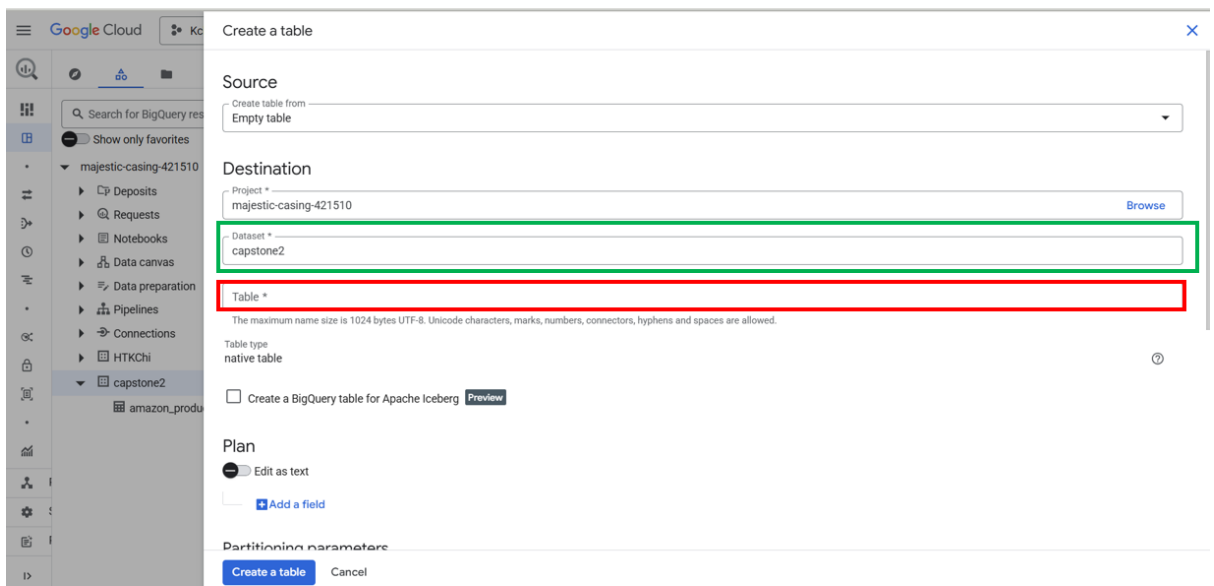 Google Cloud
Kc
Create a table
Search for BigQuery res
Show only favorites
majestic-casing-421510
Deposits
Requests
Notebooks
Data canvas
Data preparation
Pipelines
Connections
HTKChi
capstone2
amazon_produ
Source
Create table from
Empty table
Destination
Project *
majestic-casing-421510
Browse
Dataset *
capstone2
Table *
The maximum name size is 1024 bytes UTF-8. Unicode characters, marks, numbers, connectors, hyphens and spaces are allowed.
Table type
native table
Create a BigQuery table for Apache Iceberg Preview
Plan
Edit as text
Add a field
Partitioning parameters
Create a table
Cancel